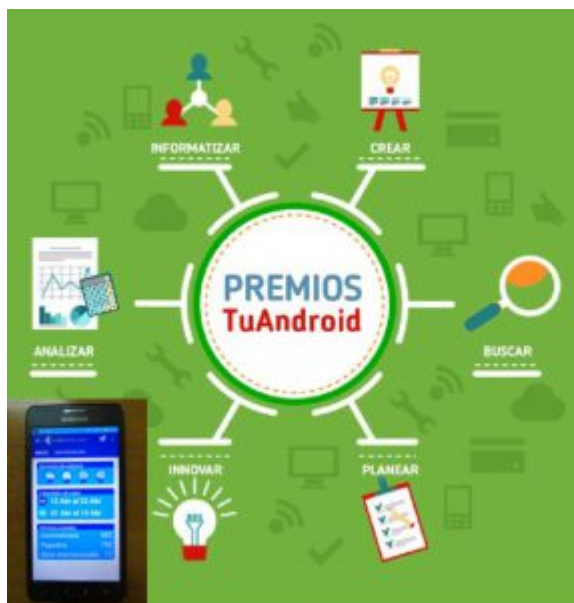 INFORMATIZAR
CREAR
PREMIOS
TuAndroid
ANALIZAR
BUSCAR
INNOVAR
PLANEAR